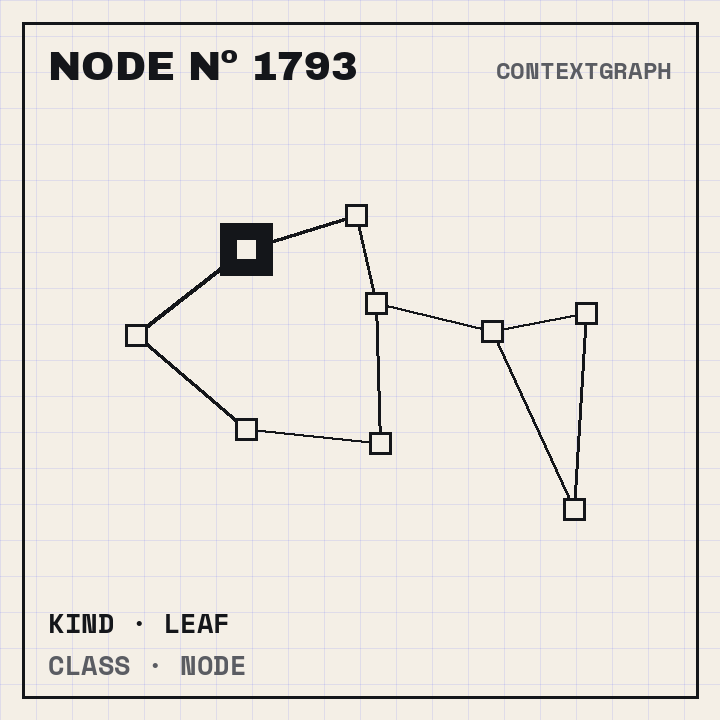 NODE Nº 1793
CONTEXTGRAPH
KIND · LEAF
CLASS · NODE